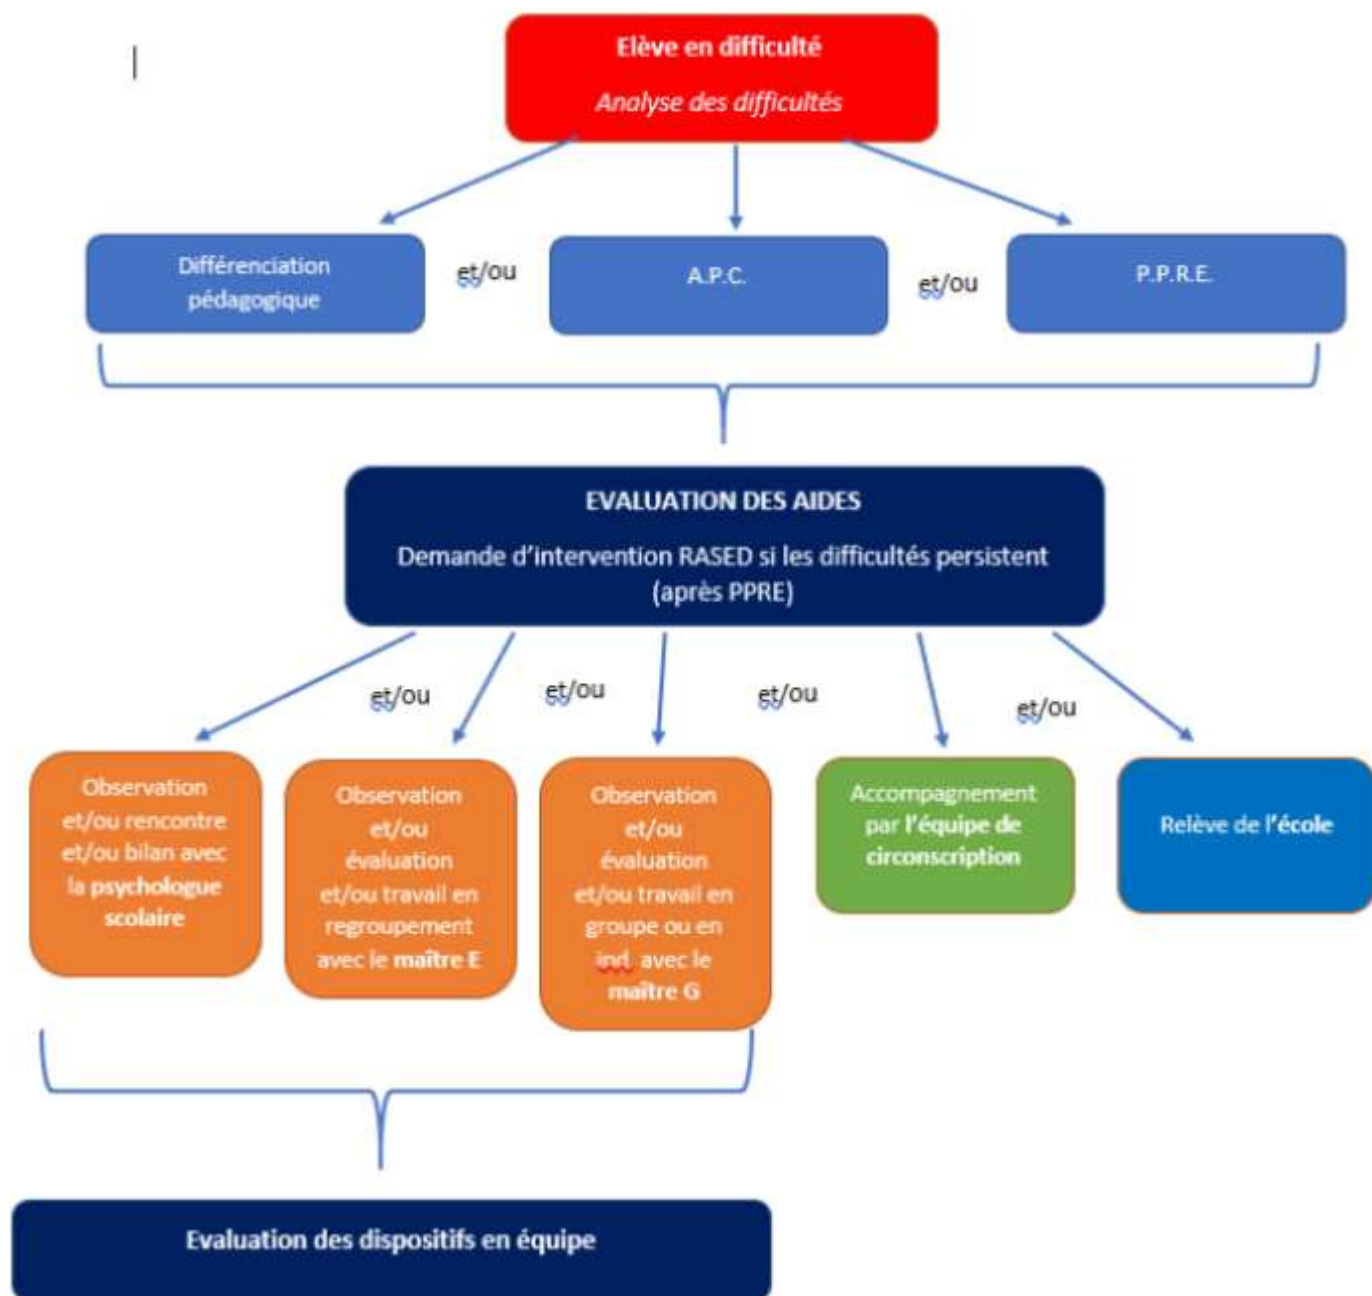 Elève en difficulté
Analyse des difficultés
Différenciation
pédagogique
et/ou
A.P.C.
et/ou
P.P.R.E.
EVALUATION DES AIDES
Demande d’intervention RASED si les difficultés persistent
(après PPRE)
et/ou
et/ou
et/ou
et/ou
Observation
et/ou rencontre
et/ou bilan avec
la psychologue
scolaire
Observation
et/ou
évaluation
et/ou travail en
regroupement
avec le maître E
Observation
et/ou
évaluation
et/ou travail en
groupe ou en
ind. avec le
maître G
Accompagnement
par l’équipe de
circonscription
Relève de l’école
Evaluation des dispositifs en équipe